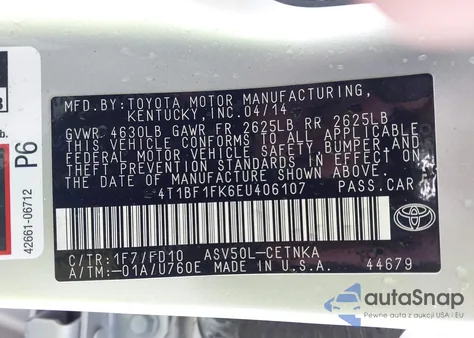 MFD. BY: TOYOTA MOTOR MANUFACTURING,
KENTUCKY, INC. 04/14
GVWR 4630LB GAWR FR 2625LB RR 2625LB
THIS VEHICLE CONFORMS TO ALL APPLICABLE
FEDERAL MOTOR VEHICLE SAFETY, BUMPER, AND
THEFT PREVENTION STANDARDS IN EFFECT ON
THE DATE OF MANUFACTURE SHOWN ABOVE.
4T1BF1FK6EU406107 PASS.CAR
C/TR: 1F7/FD10 ASV50L-CETNKA
A/TM: -01A/U760E MADE IN U.S.A. 44679
TOYOTA
b.
P6
42661-06712
autoSnap
Pewne zakupy aut z USA i EU